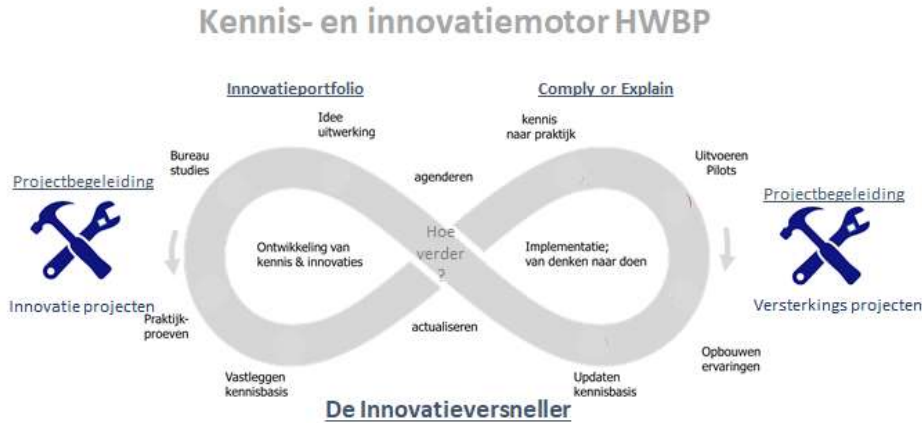 Kennis- en innovatiemotor HWBP
Innovatieportfolio
Comply or Explain
Idee
uitwerking
kennis
naar praktijk
Bureau
studies
agenderen
Uitvoeren
Pilots
Projectbegeleiding
Projectbegeleiding
Hoe
verder
?
Ontwikkeling van
kennis & innovaties
Implementatie;
van denken naar doen
Innovatie projecten
Versterkings projecten
Praktijk-
proeven
actualiseren
Opbouwen
ervaringen
Vastleggen
kennisbasis
Updaten
kennisbasis
De Innovatieversneller